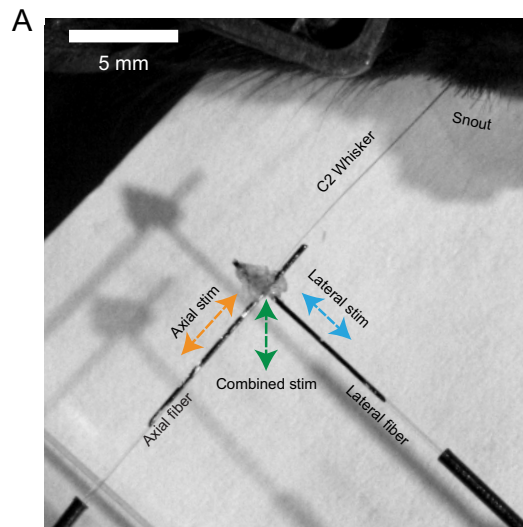 A
5 mm
Snout
C2 Whisker
Axial stim
Lateral stim
Combined stim
Axial fiber
Lateral fiber